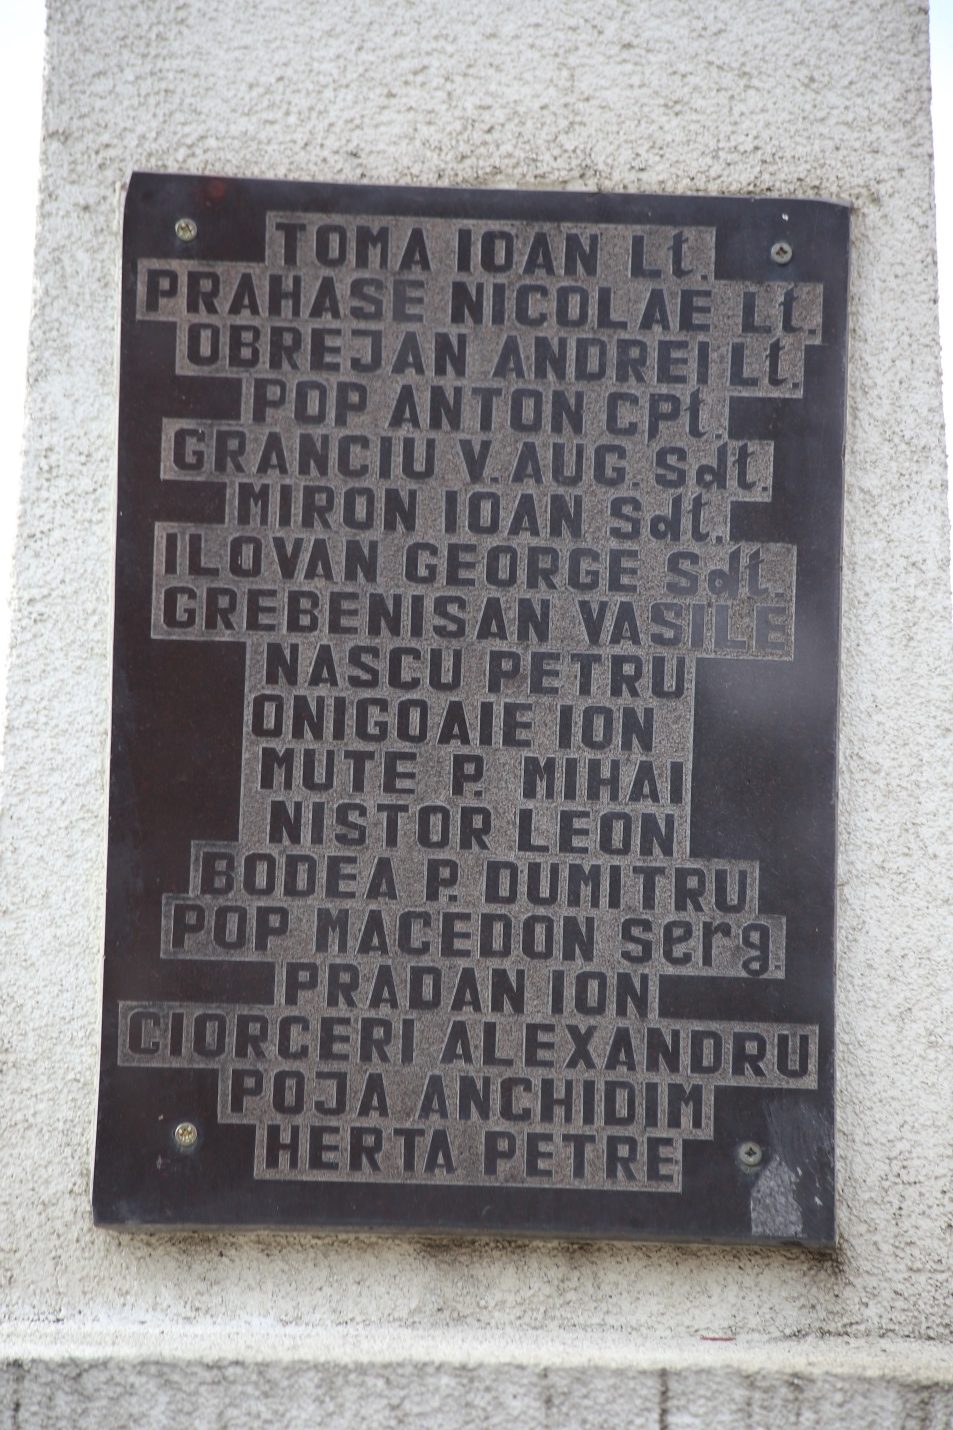 TOMA IOAN Lt.
PRAHASE NICOLAE Lt.
OBREJAN ANDREI Lt.
POP ANTON CPt.
GRANCIU V. AUG. Sdt.
MIRON IOAN Sdt.
ILOVAN GEORGE Sdt.
GREBENISAN VASILE
NASCU PETRU
ONIGOAIE ION
MUTE P. MIHAI
NISTOR LEON
BODEA P. DUMITRU
POP MACEDON Serg.
PRADAN ION
CIORCERI ALEXANDRU
POJA ANCHIDIM
HERTA PETRE